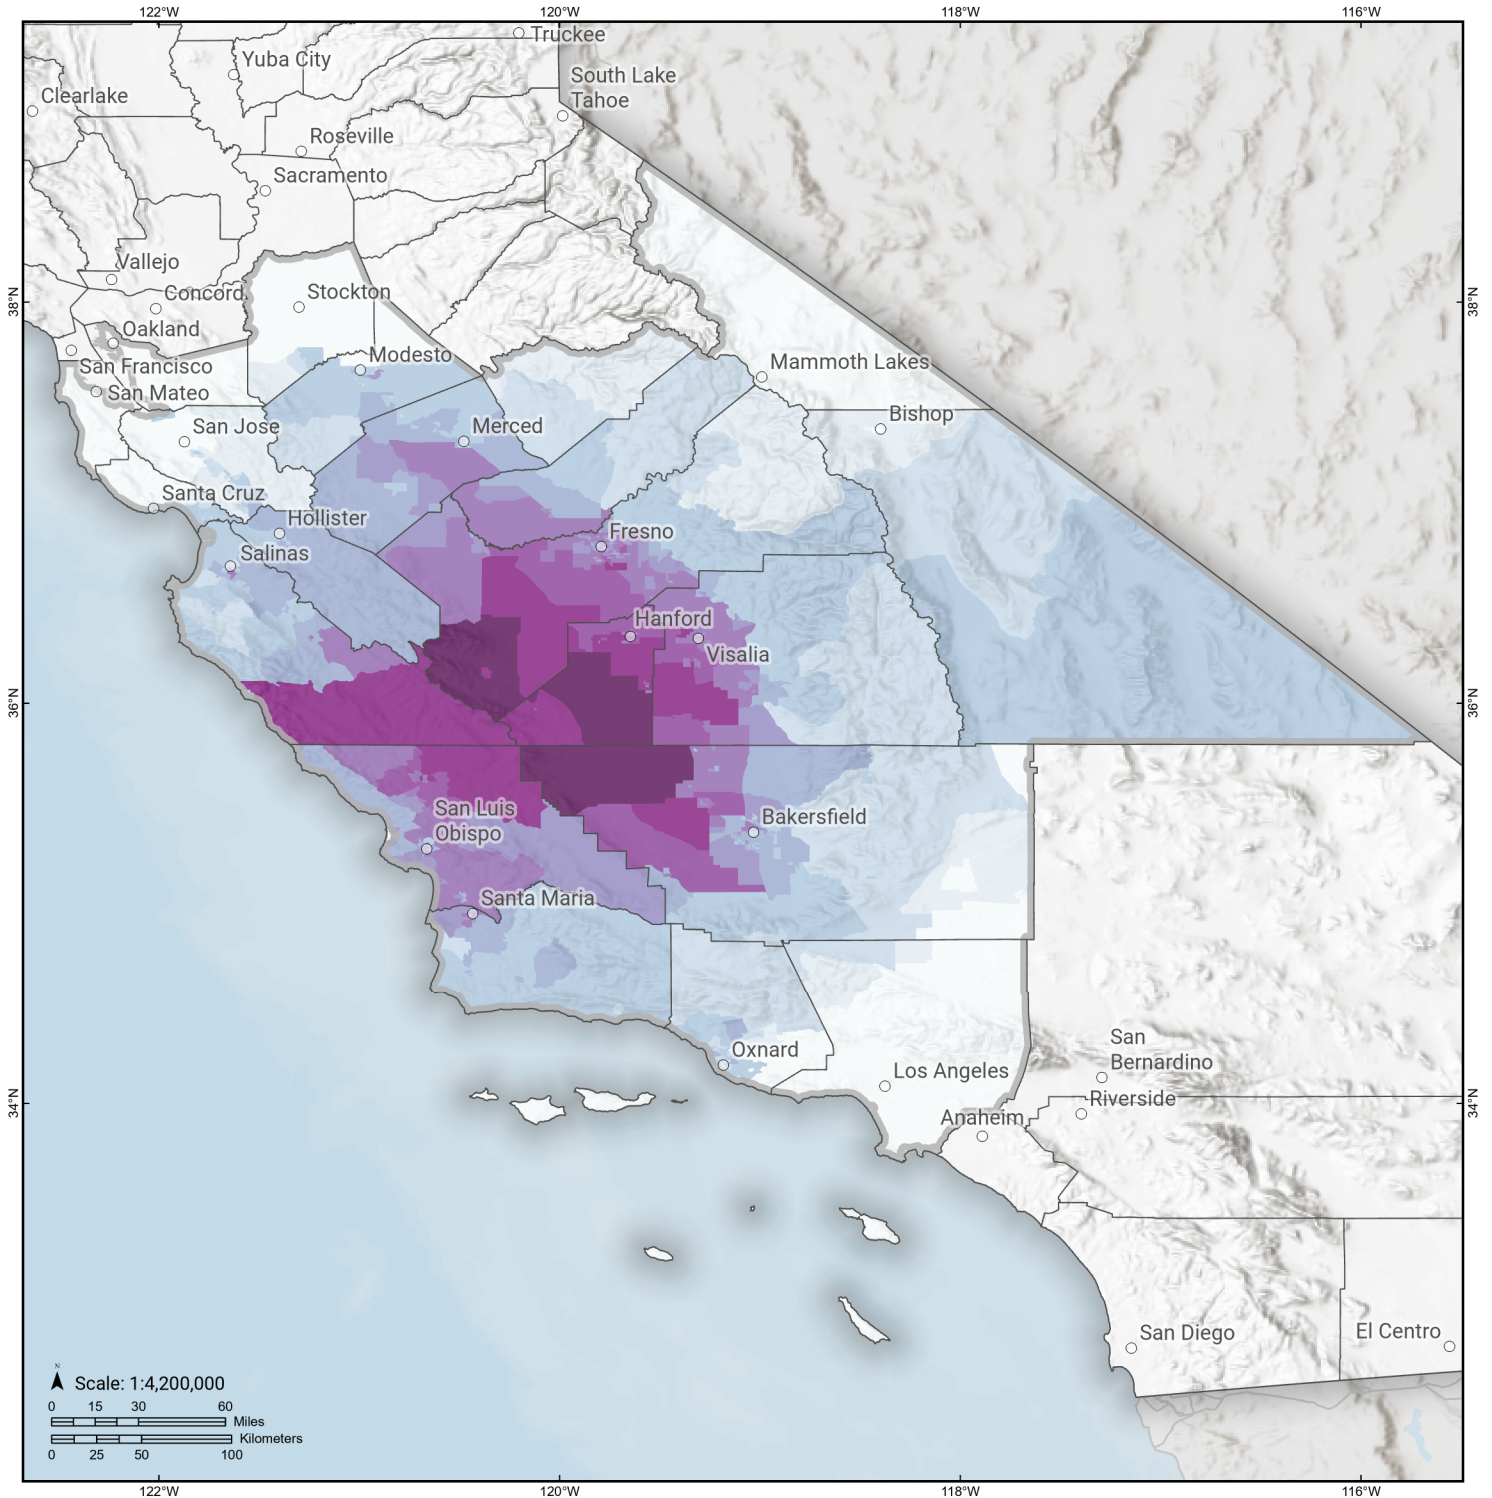 122°W
120°W
118°W
116°W
Truckee
Yuba City
South Lake
Tahoe
Clearlake
Roseville
Sacramento
Vallejo
Concord
Stockton
38°N
38°N
Oakland
San Francisco
Modesto
Mammoth Lakes
San Mateo
Bishop
San Jose
Merced
Santa Cruz
Hollister
Fresno
Salinas
Hanford
Visalia
36°N
36°N
San Luis
Obispo
Bakersfield
Santa Maria
Oxnard
San
Bernardino
Los Angeles
Riverside
34°N
34°N
Anaheim
San Diego
El Centro
N
Scale: 1:4,200,000
0 15 30 60
Miles
Kilometers
0 25 50 100
122°W
120°W
118°W
116°W